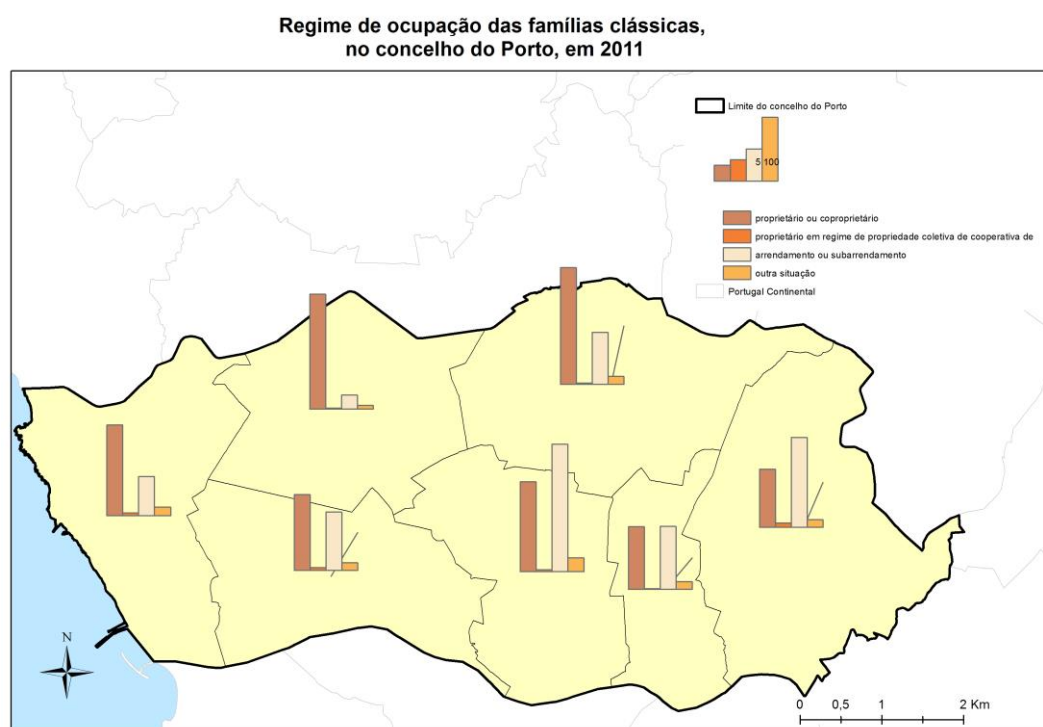 Regime de ocupação das famílias clássicas,
no concelho do Porto, em 2011
Limite do concelho do Porto
5 100
proprietário ou coproprietário
proprietário em regime de propriedade coletiva de cooperativa de
arrendamento ou subarrendamento
outra situação
Portugal Continental
N
0 0,5 1 2 Km